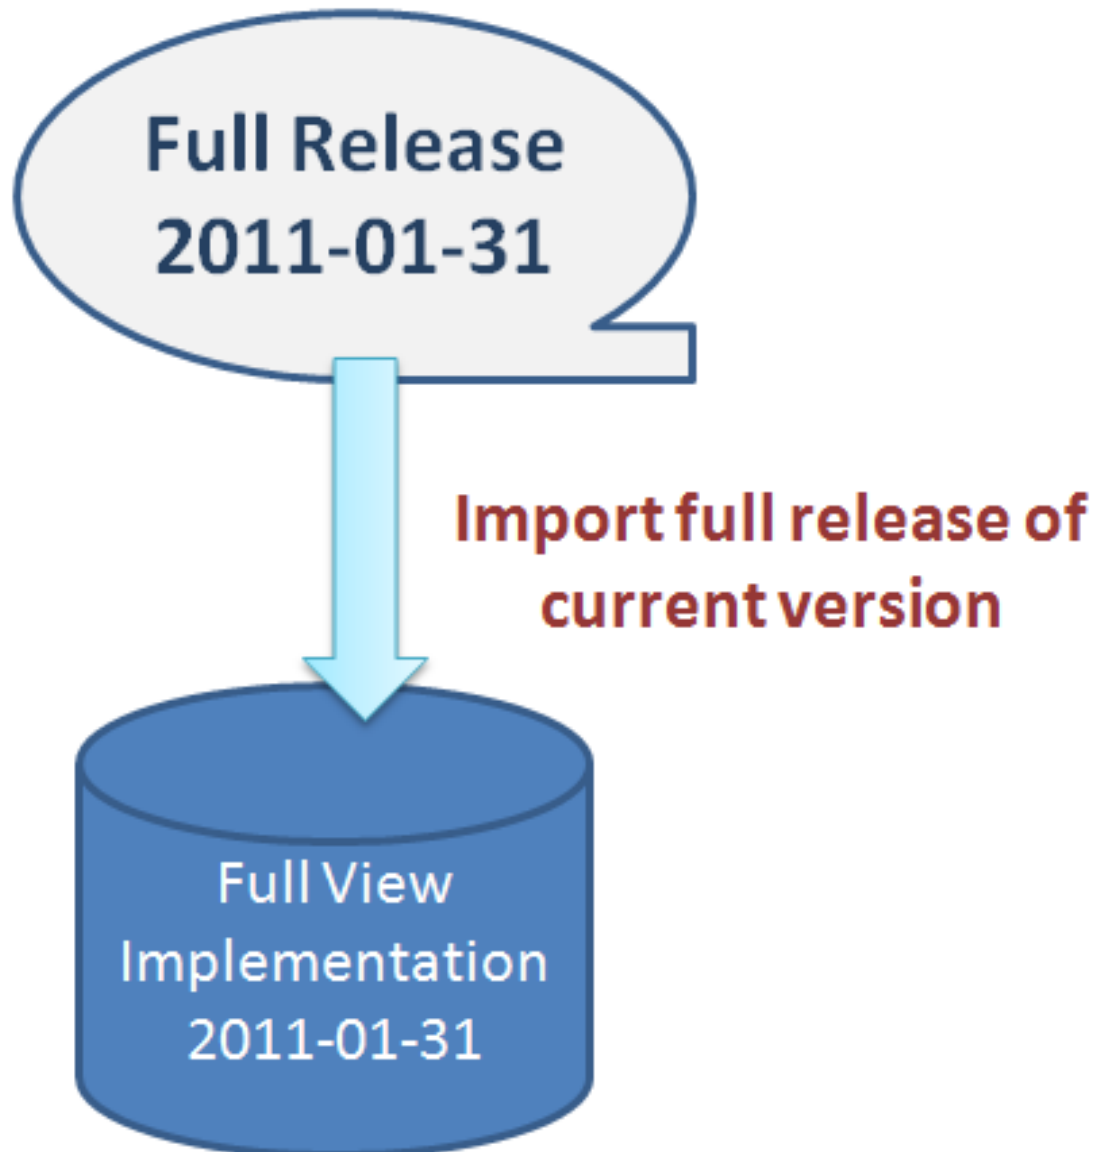 Full Release
2011-01-31
Import full release of
current version
Full View
Implementation
2011-01-31